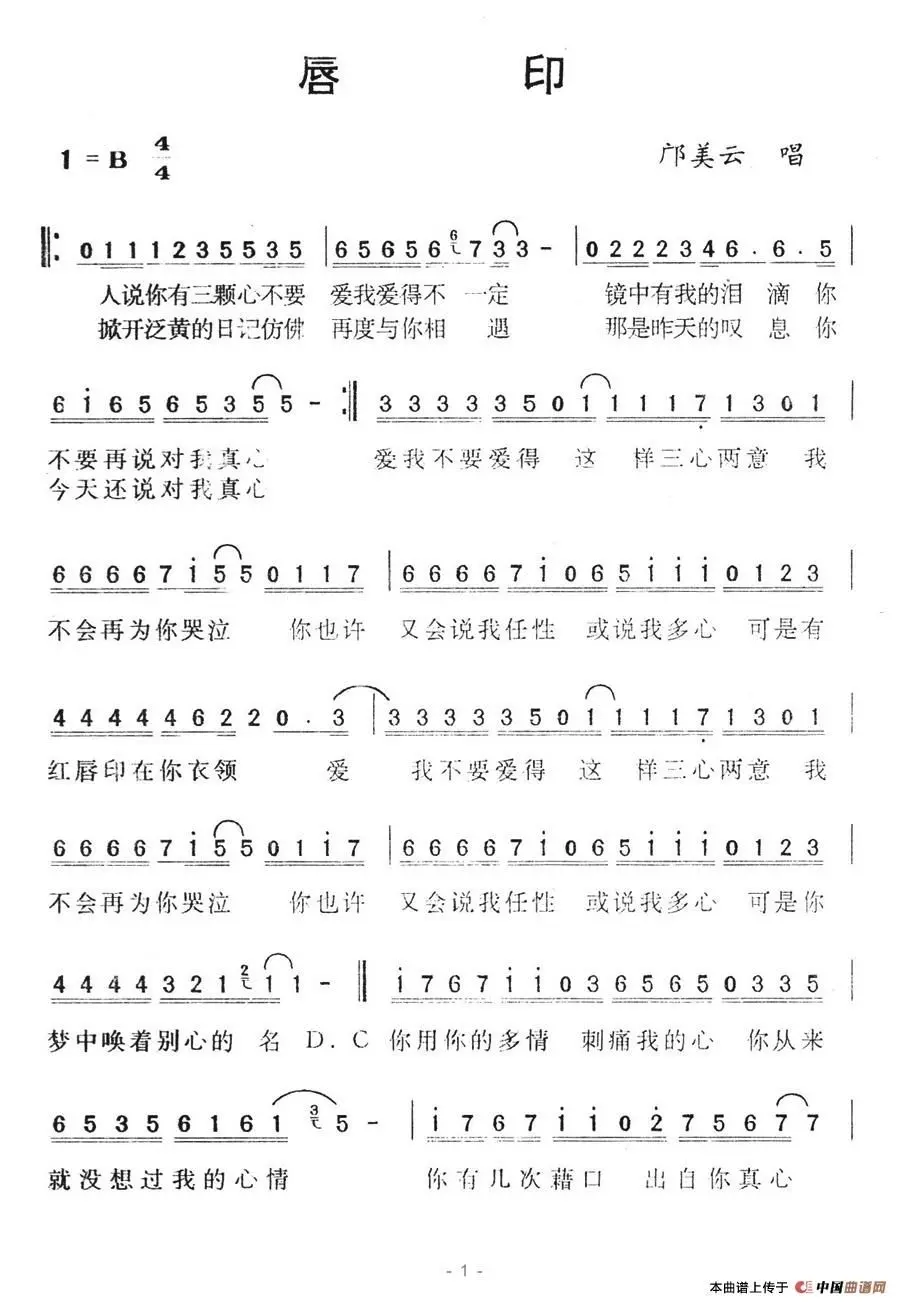 唇 印
1 = B 4/4 邝美云 唱
0 1 1 1 2 3 5 5 3 5 | 6 5 6 5 6 6 7 3 3 - | 0 2 2 2 2 3 4 6 . 6 . 5 |
人说你有三颗心不要 爱我爱得不 一定 镜中有我的泪 滴你
掀开泛黄的日记仿佛 再度与你相 遇 那是昨天的叹 息你
6 i 6 5 6 5 3 5 5 - :| 3 3 3 3 3 3 5 0 1 1 1 1 7 1 3 0 1 |
不要再说对我真心 爱我不要爱得 这 样三心两意 我
今天还说对我真心
6 6 6 6 6 7 i 5 5 0 1 1 7 | 6 6 6 6 6 7 i 0 6 5 i i i 0 1 2 3 |
不会再为你哭泣 你也许 又会说我任性 或说我多心 可是有
4 4 4 4 4 6 2 2 0 . 3 | 3 3 3 3 3 3 5 0 1 1 1 1 7 1 3 0 1 |
红唇印在你衣领 爱 我不要爱得 这 样三心两意 我
6 6 6 6 6 7 i 5 5 0 1 i 7 | 6 6 6 6 6 7 i 0 6 5 i i i 0 1 2 3 |
不会再为你哭泣 你也许 又会说我任性 或说我多心 可是你
4 4 4 4 3 2 1 2 1 1 - || i 7 6 7 i i 0 3 6 5 6 5 0 3 3 5
梦中唤着别心的 名 D.C 你用你的多情 刺痛我的心 你从来
6 5 3 5 6 1 6 1 3 5 - | i 7 6 7 i i 0 2 7 5 6 7 7 |
就没想过我的心情 你有几次藉口 出自你真心
- 1 -
本曲谱上传于 中国曲谱网